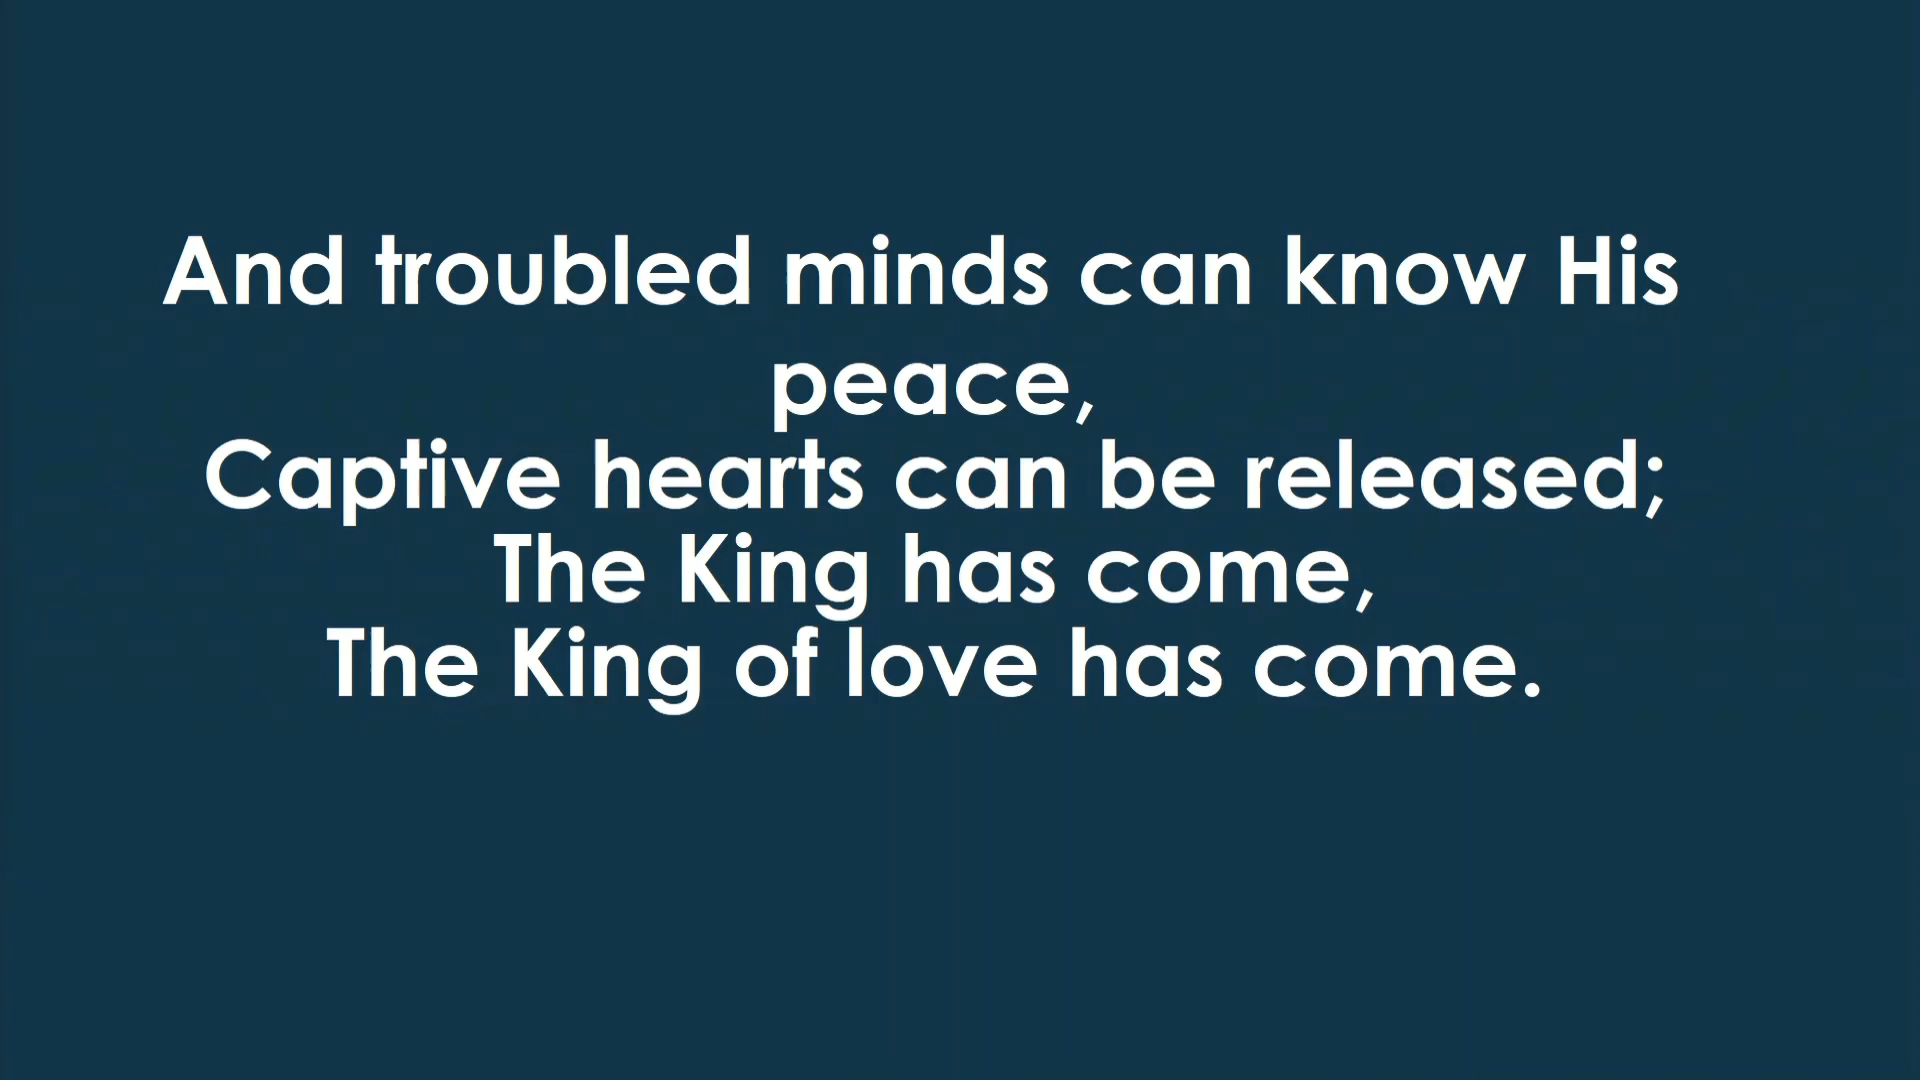 And troubled minds can know His
peace,
Captive hearts can be released;
The King has come,
The King of love has come.